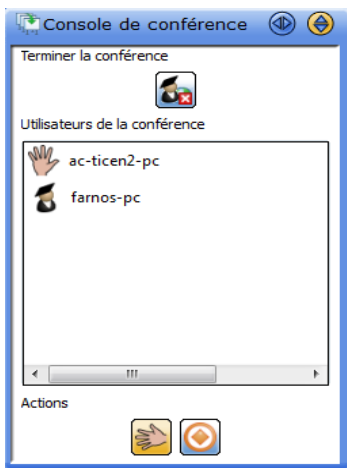 Console de conférence
Terminer la conférence
Utilisateurs de la conférence
ac-ticen2-pc
farnos-pc
Actions